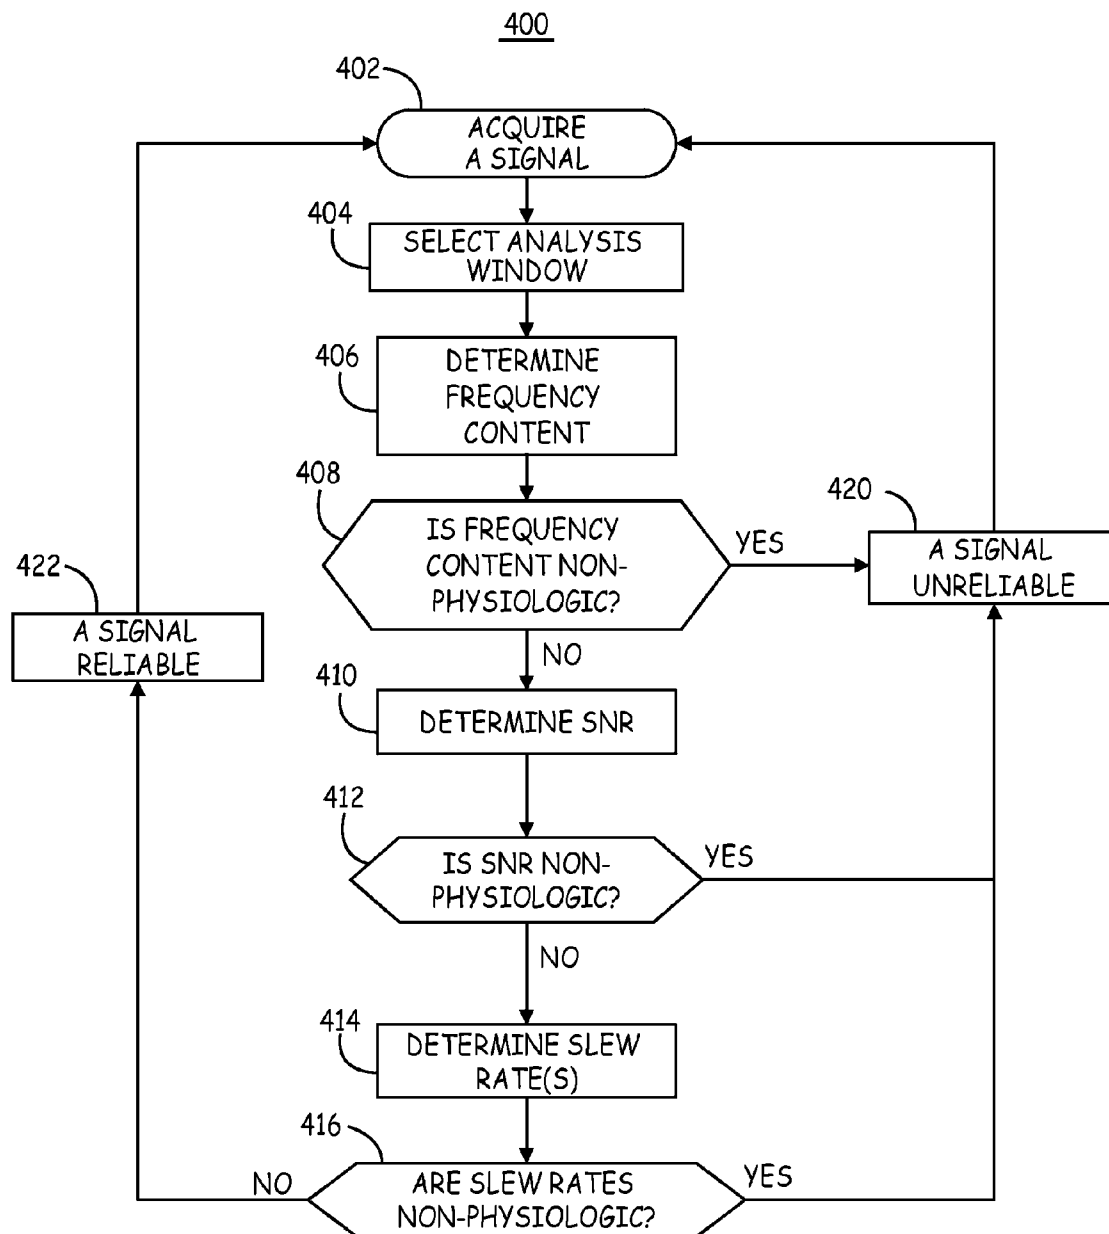 400
402
ACQUIRE
A SIGNAL
404
SELECT ANALYSIS
WINDOW
406
DETERMINE
FREQUENCY
CONTENT
408
IS FREQUENCY
CONTENT NON-
PHYSIOLOGIC?
YES
420
A SIGNAL
UNRELIABLE
422
A SIGNAL
RELIABLE
NO
410
DETERMINE SNR
412
IS SNR NON-
PHYSIOLOGIC?
YES
NO
414
DETERMINE SLEW
RATE(S)
416
NO
ARE SLEW RATES
NON-PHYSIOLOGIC?
YES